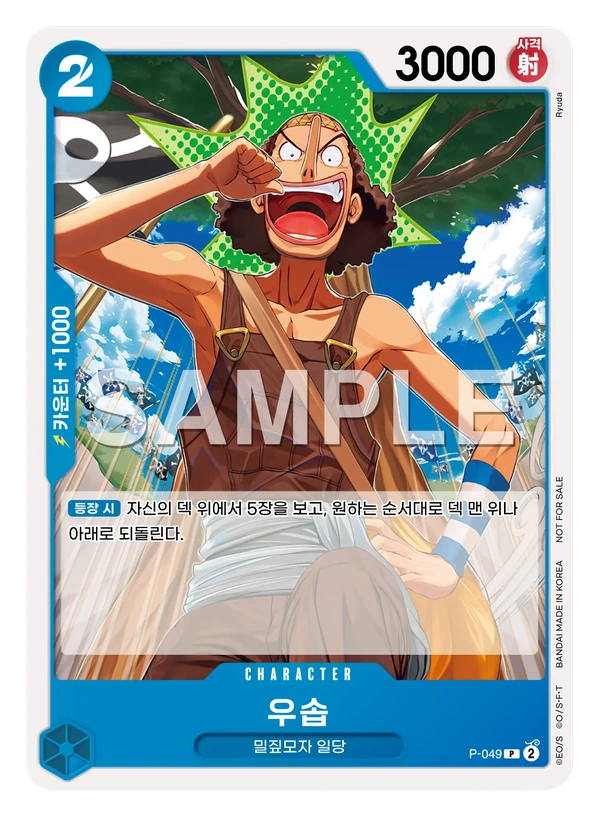 2
3000
사격
射
Ryuda
카운터 +1000
SAMPLE
등장 시 자신의 덱 위에서 5장을 보고, 원하는 순서대로 덱 맨 위나
아래로 되돌린다.
NOT FOR SALE
BANDAI MADE IN KOREA
©EO/S ©O/S·F·T
CHARACTER
우솝
밀짚모자 일당
P-049 P 2